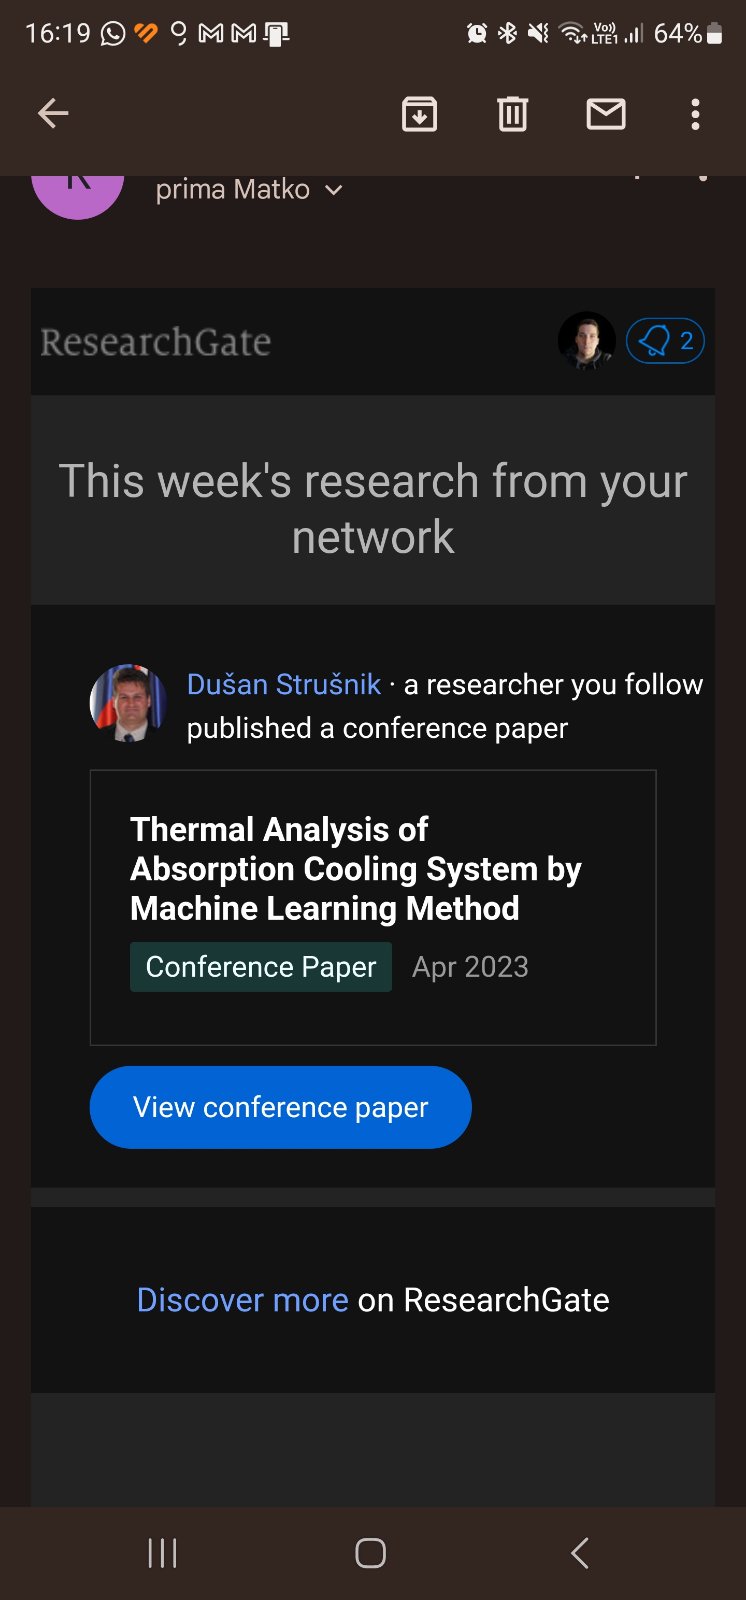 16:19 Vo)) LTE1 64%
prima Matko
ResearchGate 2
This week's research from your
network
Dušan Strušnik · a researcher you follow
published a conference paper
Thermal Analysis of
Absorption Cooling System by
Machine Learning Method
Conference Paper Apr 2023
View conference paper
Discover more on ResearchGate